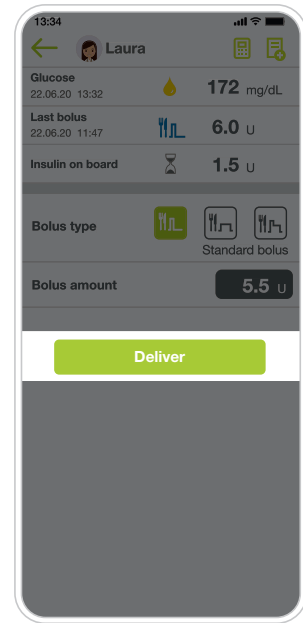 13:34
Laura
Glucose
22.06.20 13:32
172 mg/dL
Last bolus
22.06.20 11:47
6.0 U
Insulin on board
1.5 U
Bolus type
Standard bolus
Bolus amount
5.5 U
Deliver